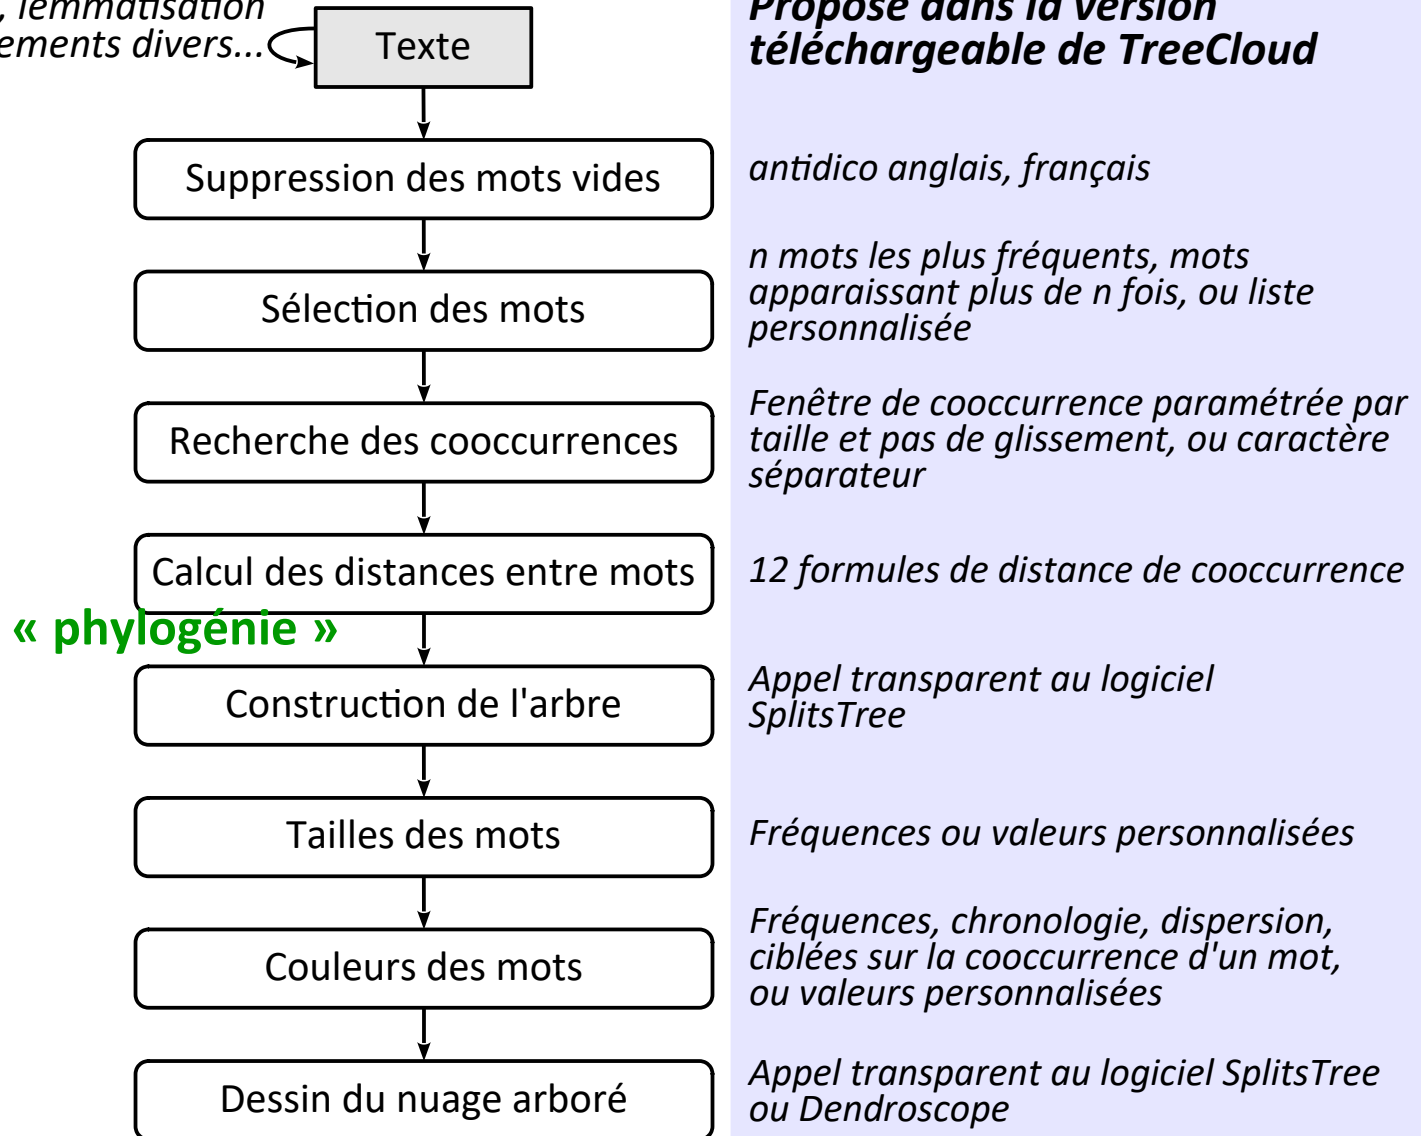 , lemmatisation
ements divers...
Texte
Propose dans la version
téléchargeable de TreeCloud
Suppression des mots vides
antidico anglais, français
Sélection des mots
n mots les plus fréquents, mots
apparaissant plus de n fois, ou liste
personnalisée
Recherche des cooccurrences
Fenêtre de cooccurrence paramétrée par
taille et pas de glissement, ou caractère
séparateur
Calcul des distances entre mots
12 formules de distance de cooccurrence
« phylogénie »
Construction de l'arbre
Appel transparent au logiciel
SplitsTree
Tailles des mots
Fréquences ou valeurs personnalisées
Couleurs des mots
Fréquences, chronologie, dispersion,
ciblées sur la cooccurrence d'un mot,
ou valeurs personnalisées
Dessin du nuage arboré
Appel transparent au logiciel SplitsTree
ou Dendroscope